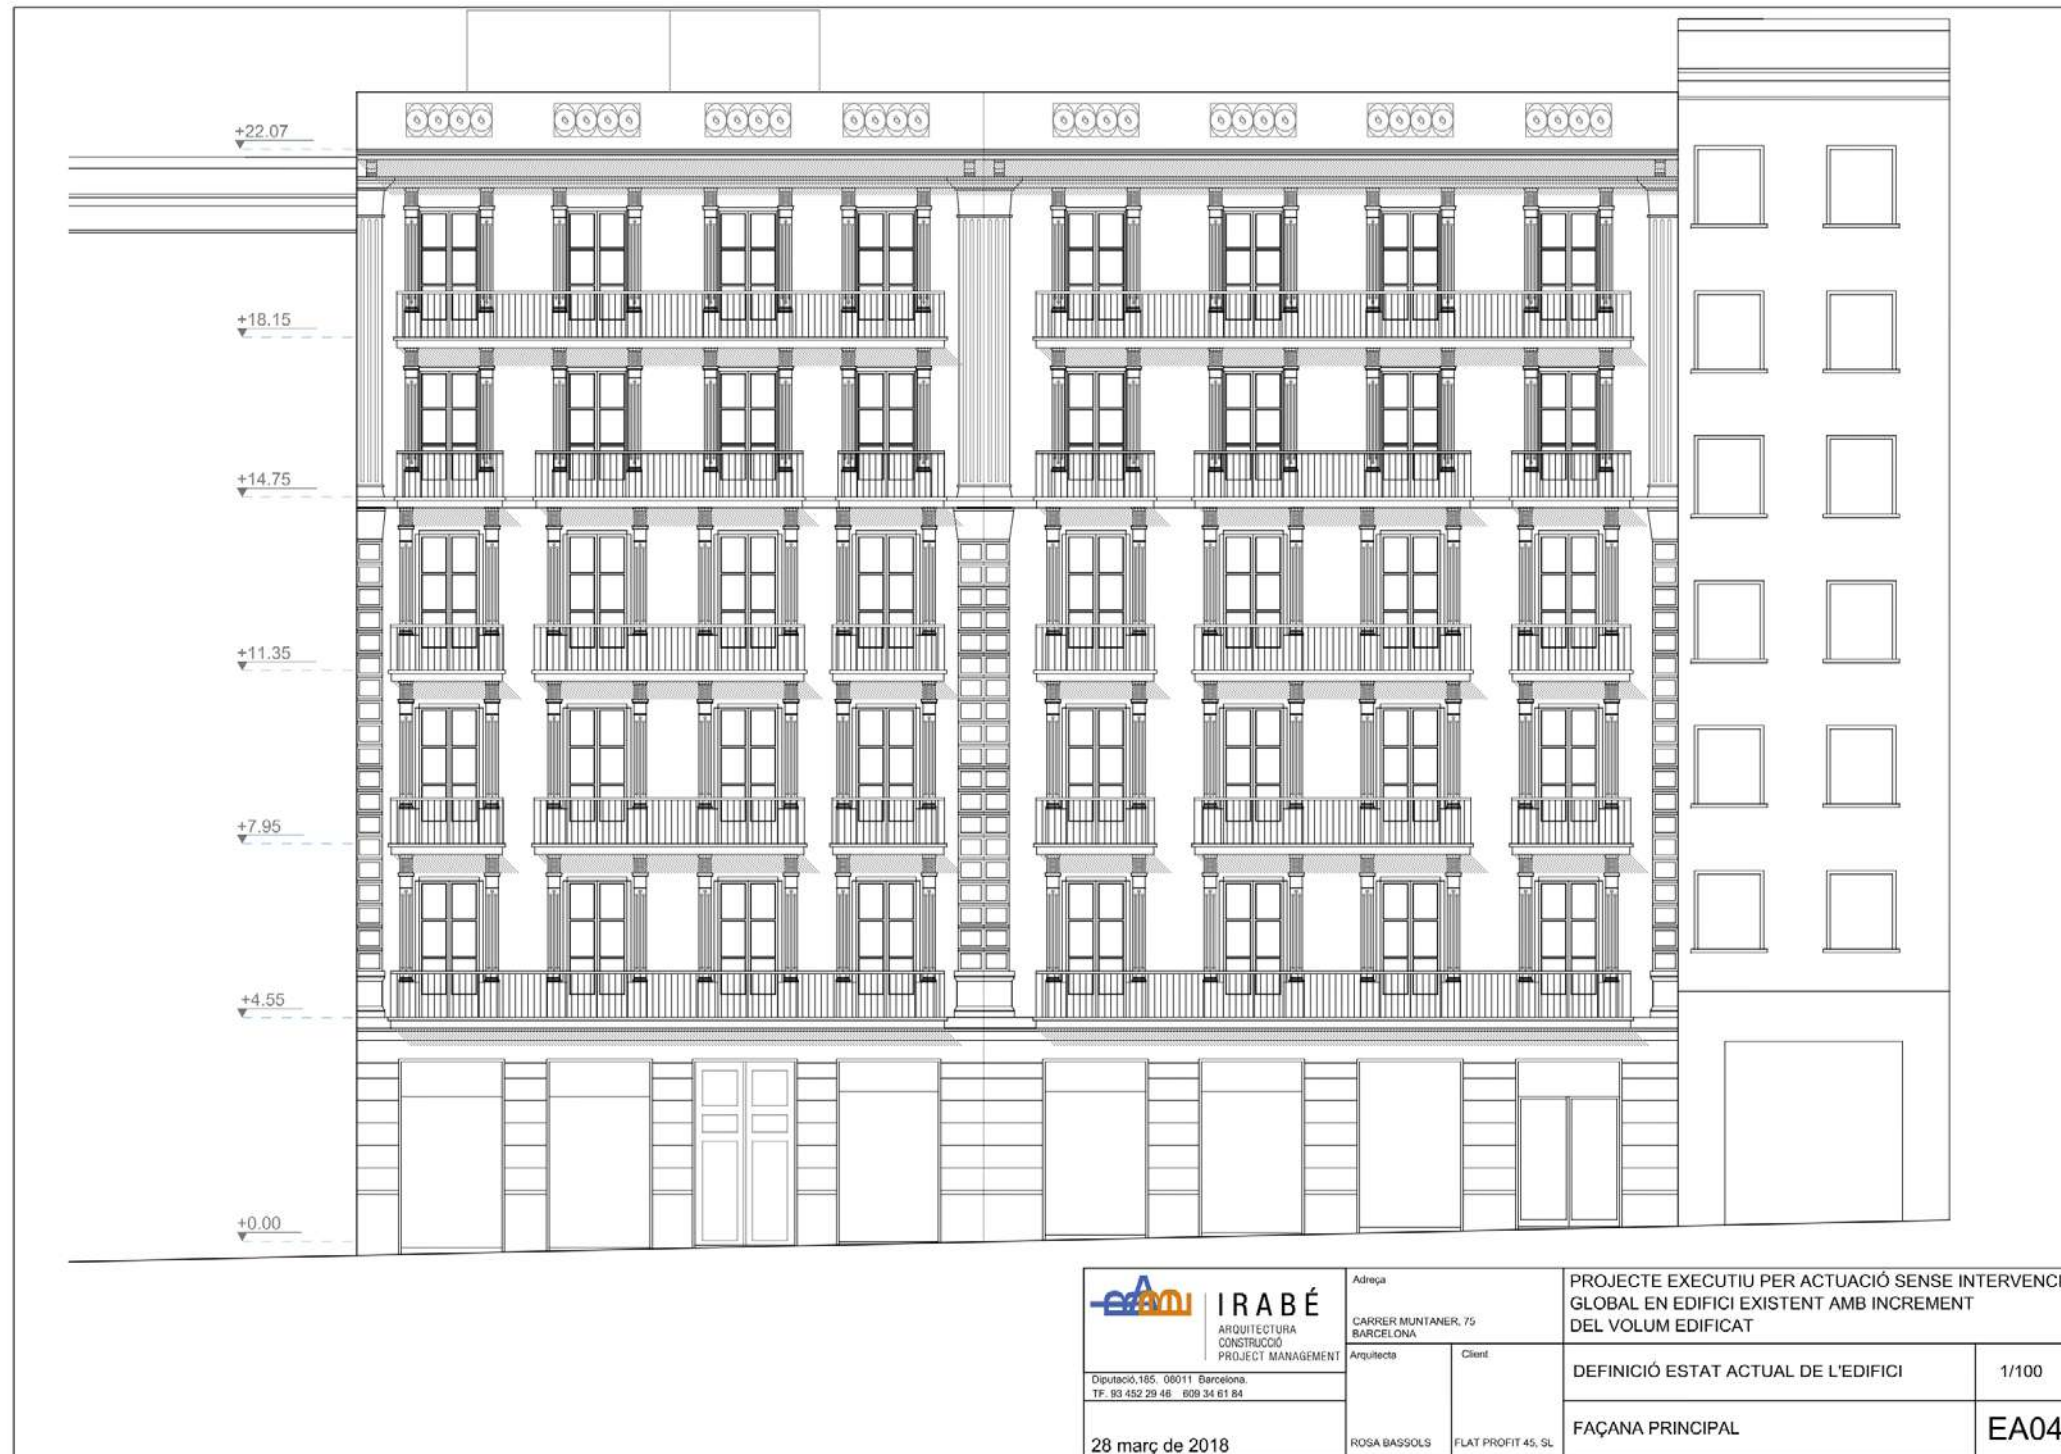 +22.07
+18.15
+14.75
+11.35
+7.95
+4.55
+0.00
IRABÉ
ARQUITECTURA
CONSTRUCCIÓ
PROJECT MANAGEMENT
Diputació,185. 08011 Barcelona.
TF. 93 452 29 46 609 34 61 84
28 març de 2018
Adreça
CARRER MUNTANER, 75
BARCELONA
Arquitecta
ROSA BASSOLS
Client
FLAT PROFIT 45, SL
PROJECTE EXECUTIU PER ACTUACIÓ SENSE INTERVENCI
GLOBAL EN EDIFICI EXISTENT AMB INCREMENT
DEL VOLUM EDIFICAT
DEFINICIÓ ESTAT ACTUAL DE L'EDIFICI
1/100
FAÇANA PRINCIPAL
EA04